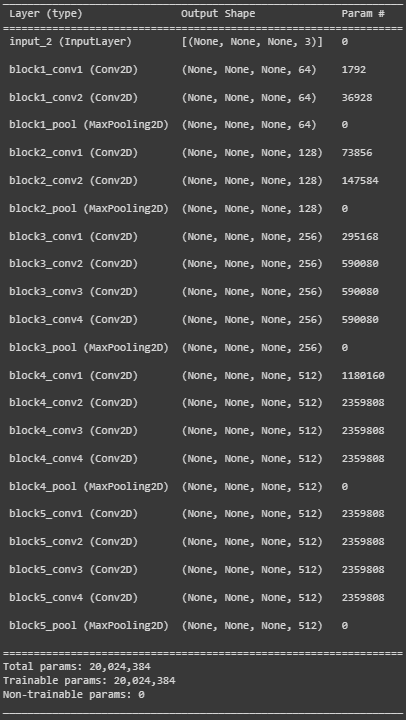 Layer (type) Output Shape Param #
input_2 (InputLayer) [(None, None, None, 3)] 0
block1_conv1 (Conv2D) (None, None, None, 64) 1792
block1_conv2 (Conv2D) (None, None, None, 64) 36928
block1_pool (MaxPooling2D) (None, None, None, 64) 0
block2_conv1 (Conv2D) (None, None, None, 128) 73856
block2_conv2 (Conv2D) (None, None, None, 128) 147584
block2_pool (MaxPooling2D) (None, None, None, 128) 0
block3_conv1 (Conv2D) (None, None, None, 256) 295168
block3_conv2 (Conv2D) (None, None, None, 256) 590080
block3_conv3 (Conv2D) (None, None, None, 256) 590080
block3_conv4 (Conv2D) (None, None, None, 256) 590080
block3_pool (MaxPooling2D) (None, None, None, 256) 0
block4_conv1 (Conv2D) (None, None, None, 512) 1180160
block4_conv2 (Conv2D) (None, None, None, 512) 2359808
block4_conv3 (Conv2D) (None, None, None, 512) 2359808
block4_conv4 (Conv2D) (None, None, None, 512) 2359808
block4_pool (MaxPooling2D) (None, None, None, 512) 0
block5_conv1 (Conv2D) (None, None, None, 512) 2359808
block5_conv2 (Conv2D) (None, None, None, 512) 2359808
block5_conv3 (Conv2D) (None, None, None, 512) 2359808
block5_conv4 (Conv2D) (None, None, None, 512) 2359808
block5_pool (MaxPooling2D) (None, None, None, 512) 0
Total params: 20,024,384
Trainable params: 20,024,384
Non-trainable params: 0